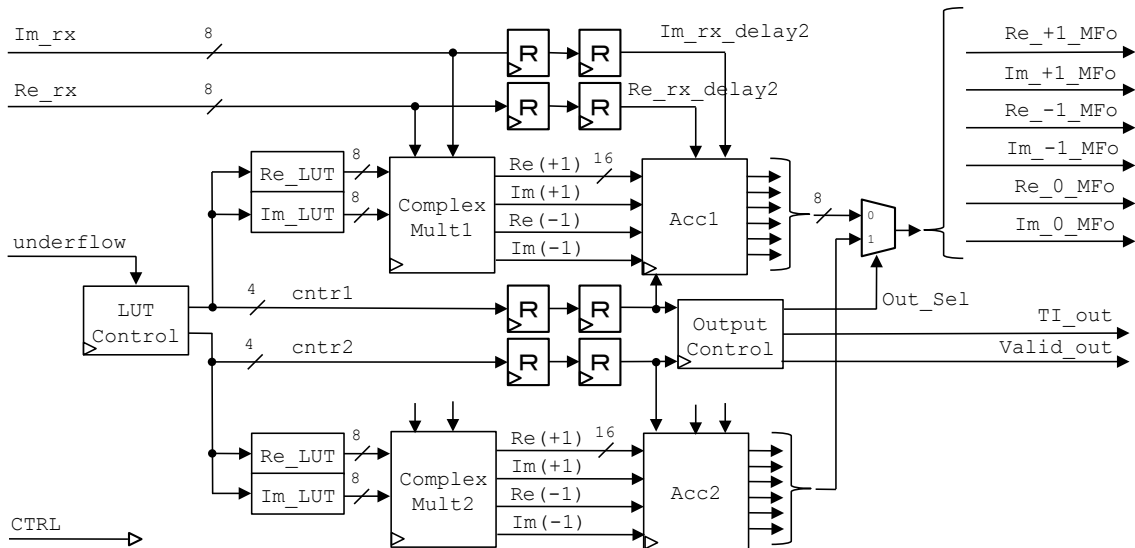 Im_rx
8
R
R
Im_rx_delay2
Re_+1_MFo
Re_rx
8
R
R
Re_rx_delay2
Im_+1_MFo
Re_-1_MFo
Im_-1_MFo
Re_0_MFo
Im_0_MFo
Re_LUT
8
Im_LUT
8
Complex
Mult1
Re(+1)
16
Im(+1)
Re(-1)
Im(-1)
Acc1
8
0
1
underflow
LUT
Control
4
cntr1
R
R
Output
Control
Out_Sel
TI_out
4
cntr2
R
R
Valid_out
Re_LUT
8
Im_LUT
8
Complex
Mult2
Re(+1)
16
Im(+1)
Re(-1)
Im(-1)
Acc2
CTRL